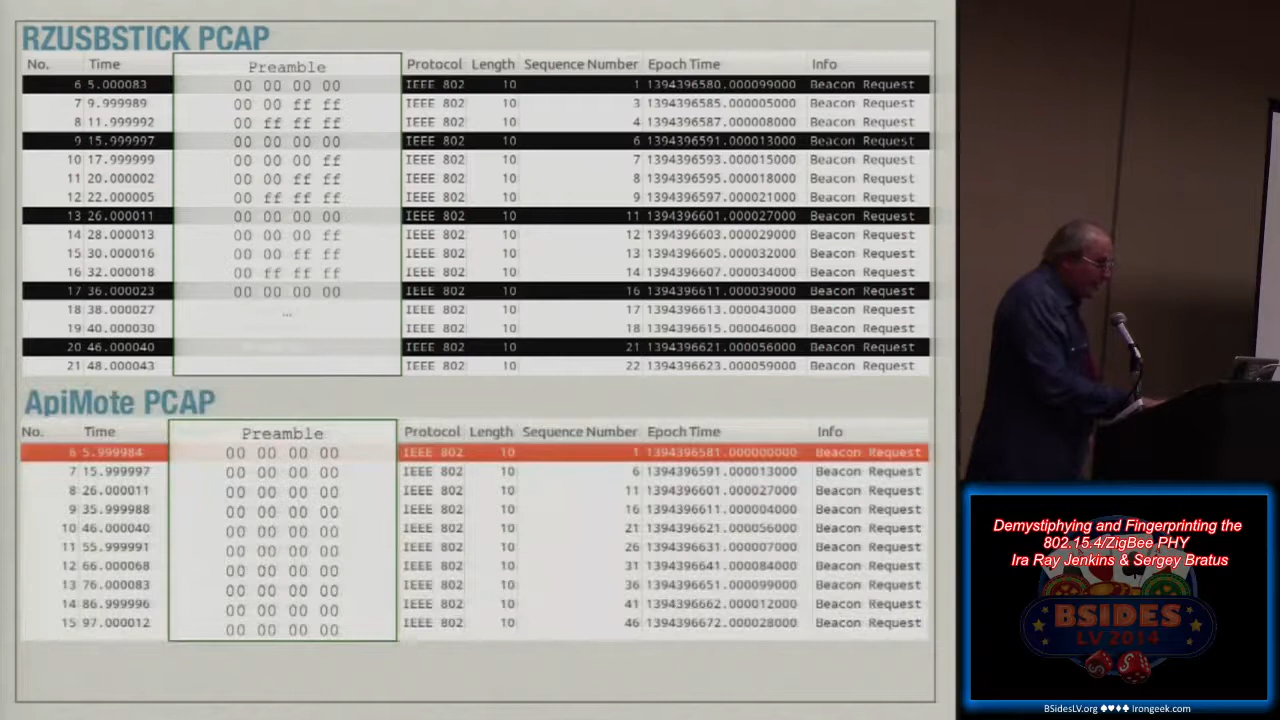 RZUSBSTICK PCAP
No. Time Preamble Protocol Length Sequence Number Epoch Time Info
6 5.000083 00 00 00 00 IEEE 802 10 1 1394396580.000099000 Beacon Request
7 9.999989 00 00 ff ff IEEE 802 10 3 1394396585.000005000 Beacon Request
8 11.999992 00 ff ff ff IEEE 802 10 4 1394396587.000008000 Beacon Request
9 15.999997 00 00 00 00 IEEE 802 10 6 1394396591.000013000 Beacon Request
10 17.999999 00 00 00 ff IEEE 802 10 7 1394396593.000015000 Beacon Request
11 20.000002 00 00 ff ff IEEE 802 10 8 1394396595.000018000 Beacon Request
12 22.000005 00 ff ff ff IEEE 802 10 9 1394396597.000021000 Beacon Request
13 26.000011 00 00 00 00 IEEE 802 10 11 1394396601.000027000 Beacon Request
14 28.000013 00 00 00 ff IEEE 802 10 12 1394396603.000029000 Beacon Request
15 30.000016 00 00 ff ff IEEE 802 10 13 1394396605.000032000 Beacon Request
16 32.000018 00 ff ff ff IEEE 802 10 14 1394396607.000034000 Beacon Request
17 36.000023 00 00 00 00 IEEE 802 10 16 1394396611.000039000 Beacon Request
18 38.000027 ... IEEE 802 10 17 1394396613.000043000 Beacon Request
19 40.000030 IEEE 802 10 18 1394396615.000046000 Beacon Request
20 46.000040 IEEE 802 10 21 1394396621.000056000 Beacon Request
21 48.000043 IEEE 802 10 22 1394396623.000059000 Beacon Request
ApiMote PCAP
No. Time Preamble Protocol Length Sequence Number Epoch Time Info
6 5.999984 00 00 00 00 IEEE 802 10 1 1394396581.000000000 Beacon Request
7 15.999997 00 00 00 00 IEEE 802 10 6 1394396591.000013000 Beacon Request
8 26.000011 00 00 00 00 IEEE 802 10 11 1394396601.000027000 Beacon Request
9 35.999988 00 00 00 00 IEEE 802 10 16 1394396611.000004000 Beacon Request
10 46.000040 00 00 00 00 IEEE 802 10 21 1394396621.000056000 Beacon Request
11 55.999991 00 00 00 00 IEEE 802 10 26 1394396631.000007000 Beacon Request
12 66.000068 00 00 00 00 IEEE 802 10 31 1394396641.000084000 Beacon Request
13 76.000083 00 00 00 00 IEEE 802 10 36 1394396651.000099000 Beacon Request
14 86.999996 00 00 00 00 IEEE 802 10 41 1394396662.000012000 Beacon Request
15 97.000012 00 00 00 00 IEEE 802 10 46 1394396672.000028000 Beacon Request
Demystiphying and Fingerprinting the
802.15.4/ZigBee PHY
Ira Ray Jenkins & Sergey Bratus
BSIDES
LV 2014
BSidesLV.org ♠♥♦♣ Irongeek.com